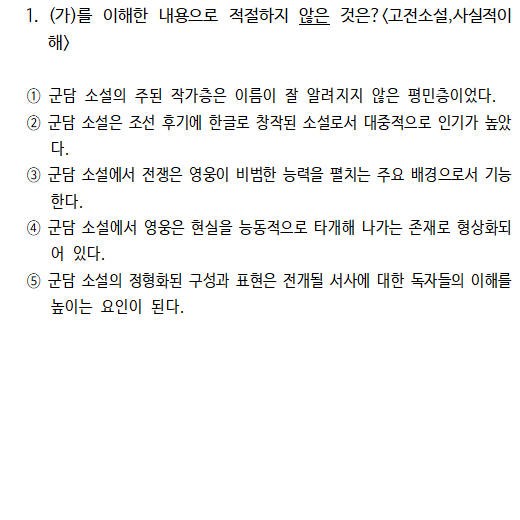 1. (가)를 이해한 내용으로 적절하지 않은 것은?〈고전소설,사실적이
해〉
① 군담 소설의 주된 작가층은 이름이 잘 알려지지 않은 평민층이었다.
② 군담 소설은 조선 후기에 한글로 창작된 소설로서 대중적으로 인기가 높았
다.
③ 군담 소설에서 전쟁은 영웅이 비범한 능력을 펼치는 주요 배경으로서 기능
한다.
④ 군담 소설에서 영웅은 현실을 능동적으로 타개해 나가는 존재로 형상화되
어 있다.
⑤ 군담 소설의 정형화된 구성과 표현은 전개될 서사에 대한 독자들의 이해를
높이는 요인이 된다.